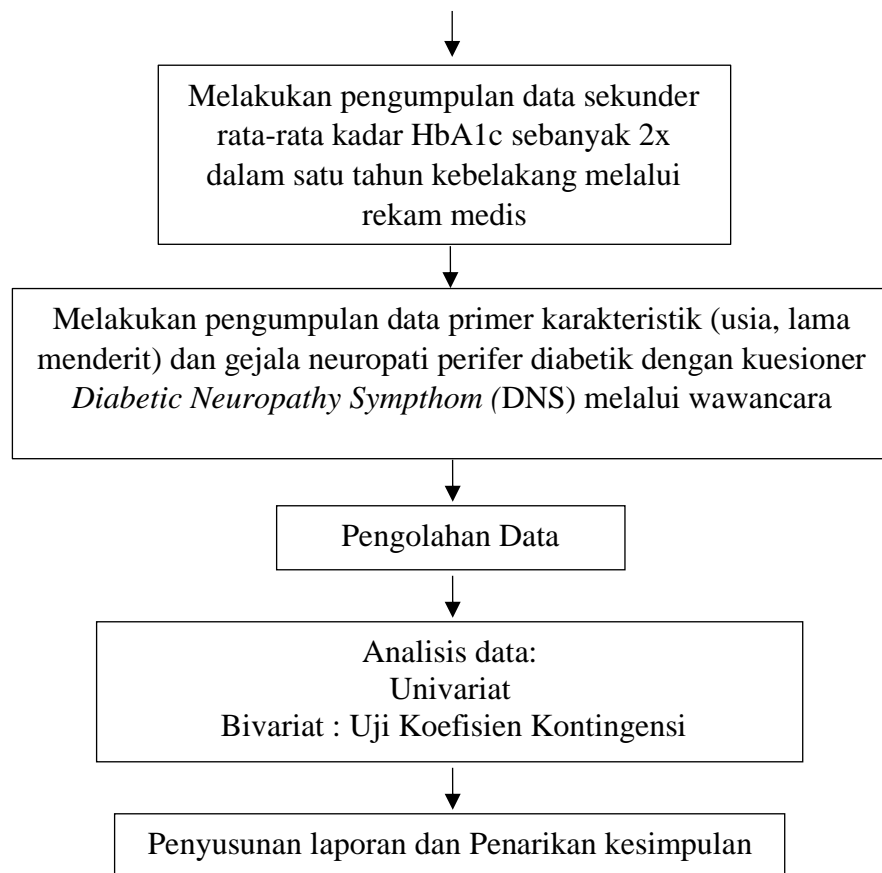 Melakukan pengumpulan data sekunder
rata-rata kadar HbA1c sebanyak 2x
dalam satu tahun kebelakang melalui
rekam medis
Melakukan pengumpulan data primer karakteristik (usia, lama
menderit) dan gejala neuropati perifer diabetik dengan kuesioner
Diabetic Neuropathy Sympthom (DNS) melalui wawancara
Pengolahan Data
Analisis data:
Univariat
Bivariat : Uji Koefisien Kontingensi
Penyusunan laporan dan Penarikan kesimpulan